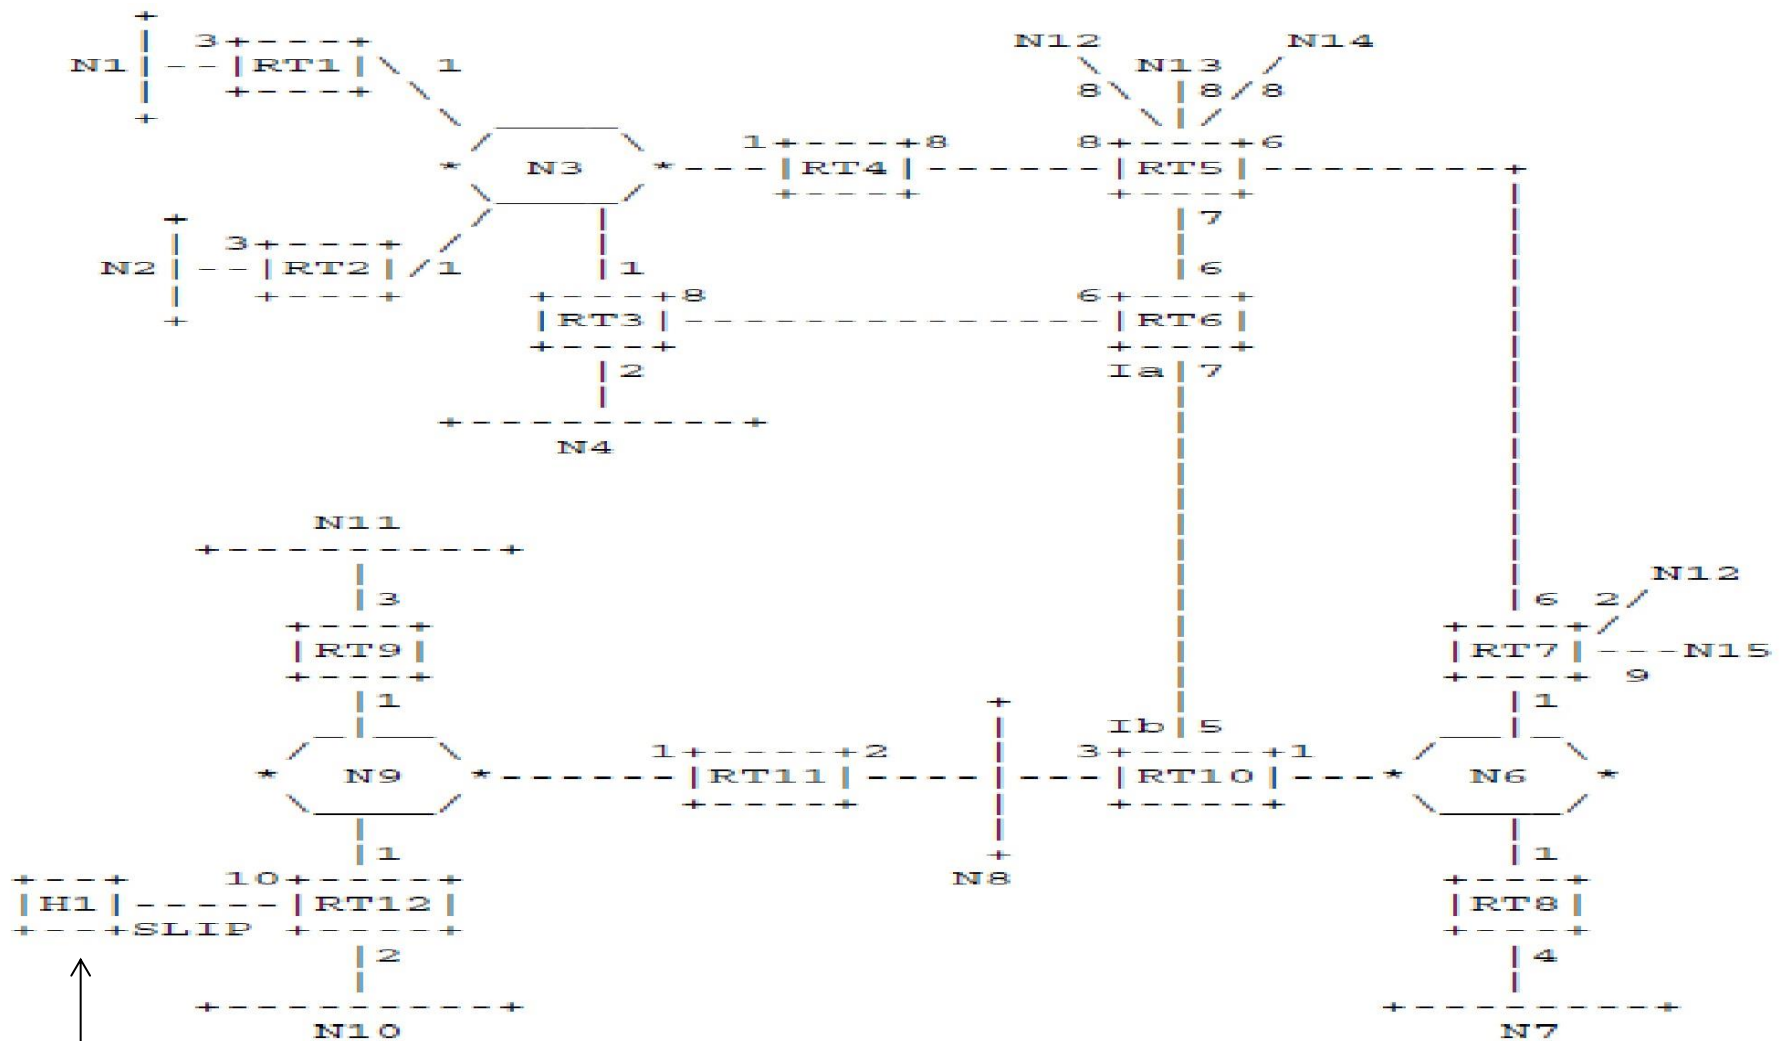 3
N1 RT1 1
N12 N14
N13
8 8 8
N3
1 RT4 8
8 RT5 6
7
3
N2 RT2 1
1
6
RT3 8
6 RT6
2
Ia 7
N4
N11
3
N12
6 2
RT9
RT7 N15
9
1
1
Ib 5
N9
1 RT11 2
3 RT10 1
N6
N8
1
1
10
H1 RT12
SLIP
RT8
2
4
N10
N7